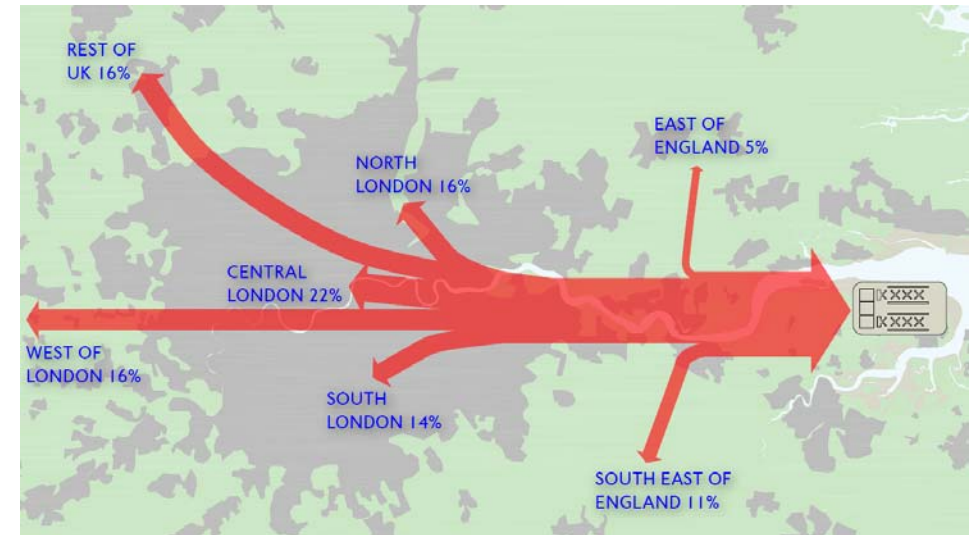 REST OF
UK 16%
EAST OF
ENGLAND 5%
NORTH
LONDON 16%
CENTRAL
LONDON 22%
WEST OF
LONDON 16%
SOUTH
LONDON 14%
SOUTH EAST OF
ENGLAND 11%